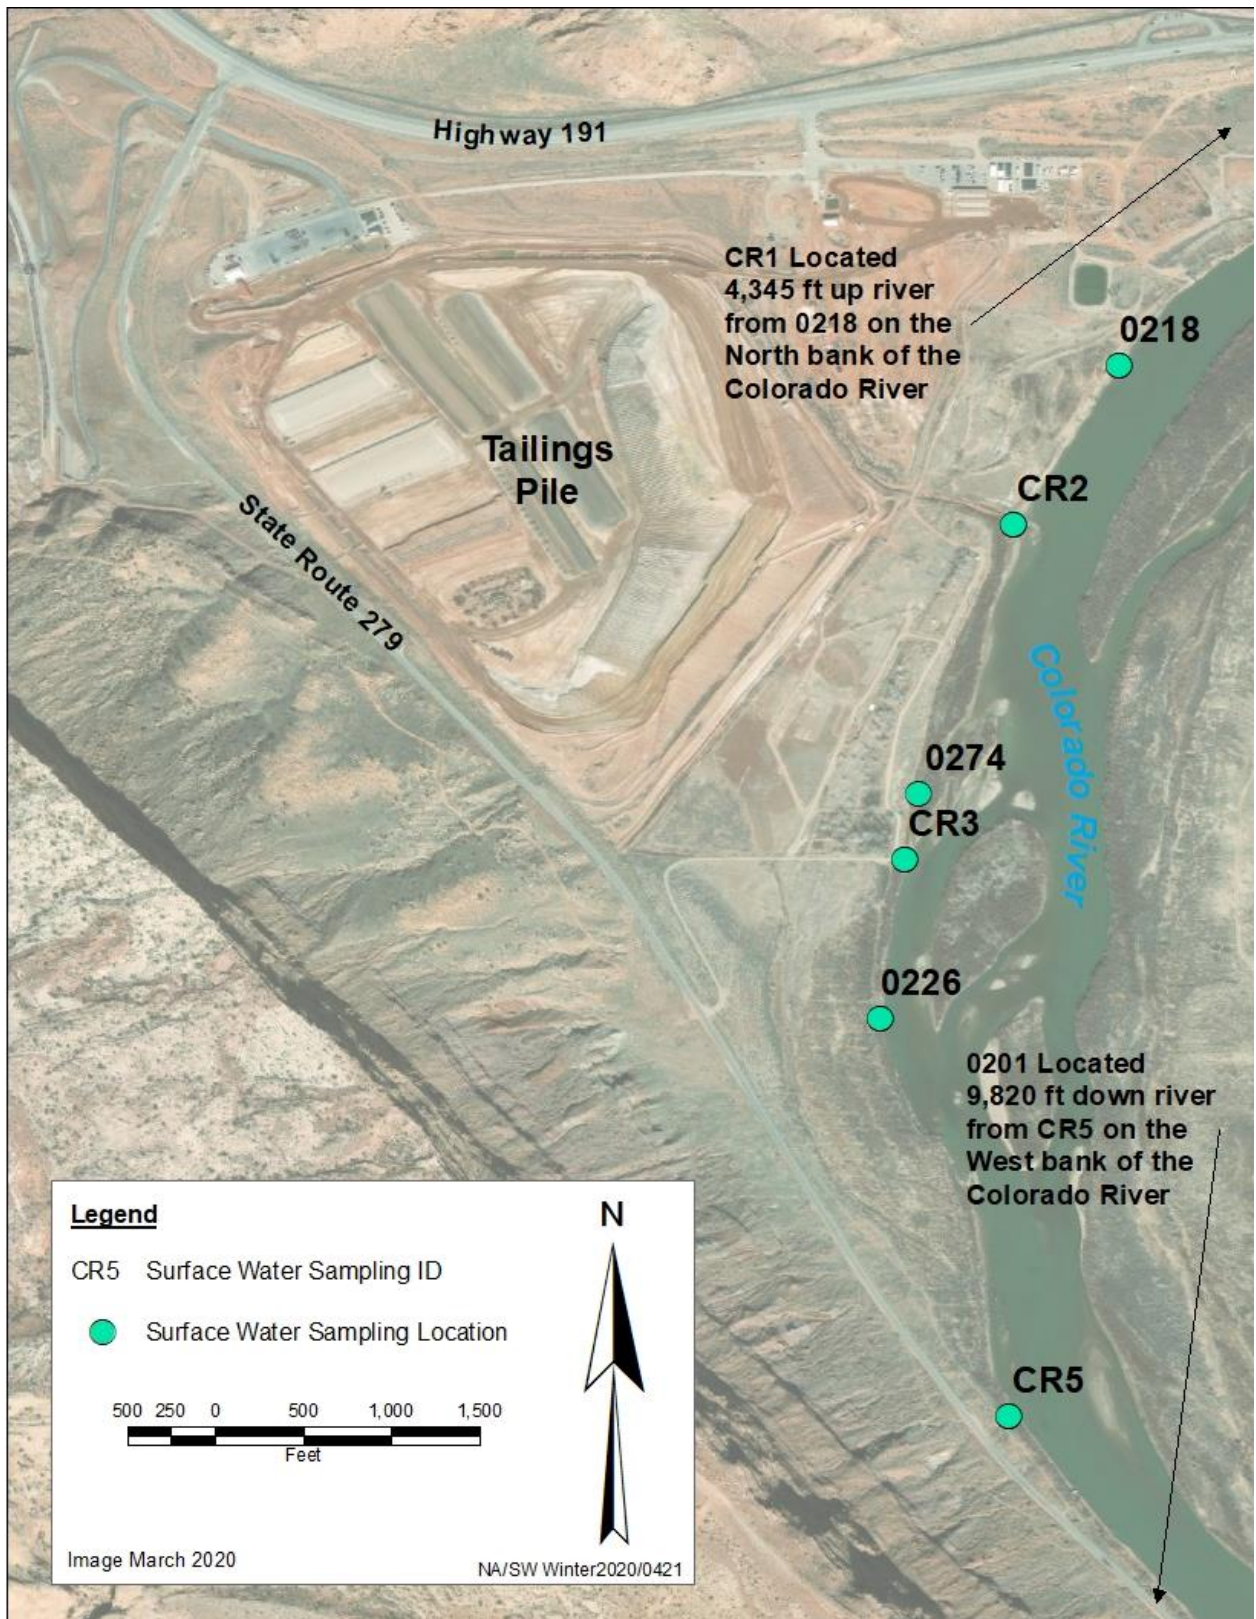 Highway 191
CR1 Located
4,345 ft up river
from 0218 on the
North bank of the
Colorado River
0218
Tailings
Pile
CR2
State Route 279
Colorado River
0274
CR3
0226
0201 Located
9,820 ft down river
from CR5 on the
West bank of the
Colorado River
Legend
N
CR5 Surface Water Sampling ID
Surface Water Sampling Location
500 250 0 500 1,000 1,500
Feet
CR5
Image March 2020
NA/SW Winter2020/0421